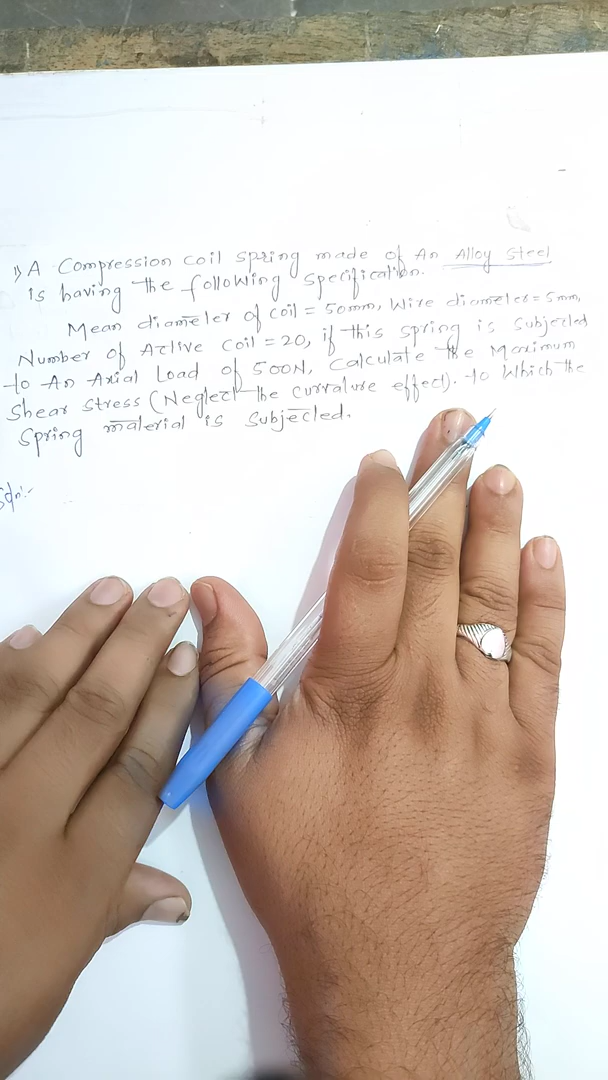 1) A Compression coil spring made of An Alloy Steel
is having the following specification.
Mean diameter of coil = 50mm, Wire diameter = 5mm,
Number of Active coil = 20, if this spring is Subjected
to An Axial Load of 500N, Calculate the Maximum
Shear Stress (Neglect the Curvature effect). to Which the
Spring material is Subjected.
Soln:-